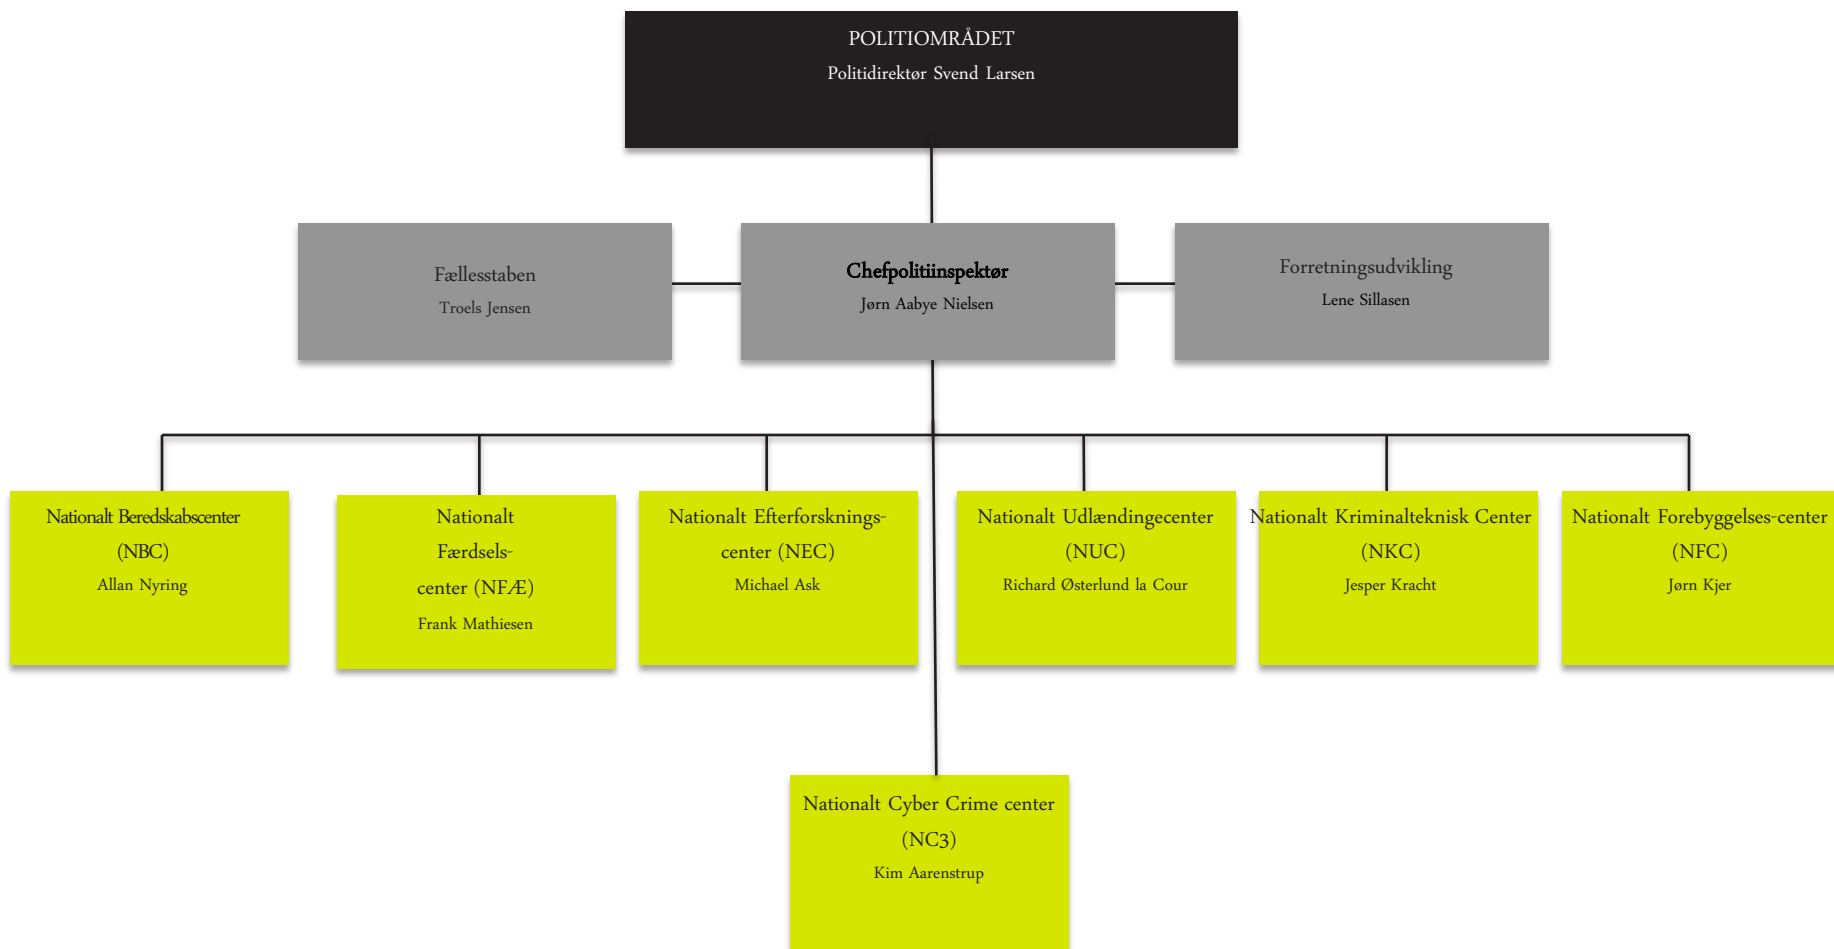 POLITIOMRÅDET
Politidirektør Svend Larsen
Fællesstaben
Troels Jensen
Chefpolitiinspektør
Jørn Aabye Nielsen
Forretningsudvikling
Lene Sillasen
Nationalt Beredskabscenter
(NBC)
Allan Nyring
Nationalt
Færdsels-
center (NFÆ)
Frank Mathiesen
Nationalt Efterforsknings-
center (NEC)
Michael Ask
Nationalt Udlændingecenter
(NUC)
Richard Østerlund la Cour
Nationalt Kriminalteknisk Center
(NKC)
Jesper Kracht
Nationalt Forebyggelses-center
(NFC)
Jørn Kjer
Nationalt Cyber Crime center
(NC3)
Kim Aarenstrup